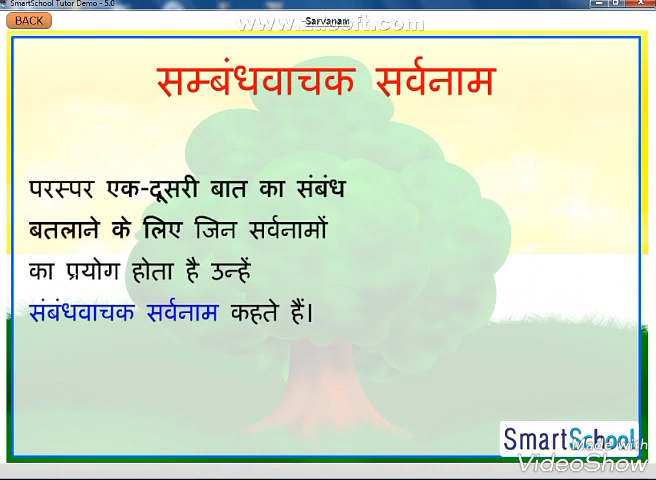 SmartSchool Tutor Demo - 5.0
BACK
Sarvanam
सम्बंधवाचक सर्वनाम
परस्पर एक-दूसरी बात का संबंध
बतलाने के लिए जिन सर्वनामों
का प्रयोग होता है उन्हें
संबंधवाचक सर्वनाम कहते हैं।
SmartSchool
Made with
VideoShow